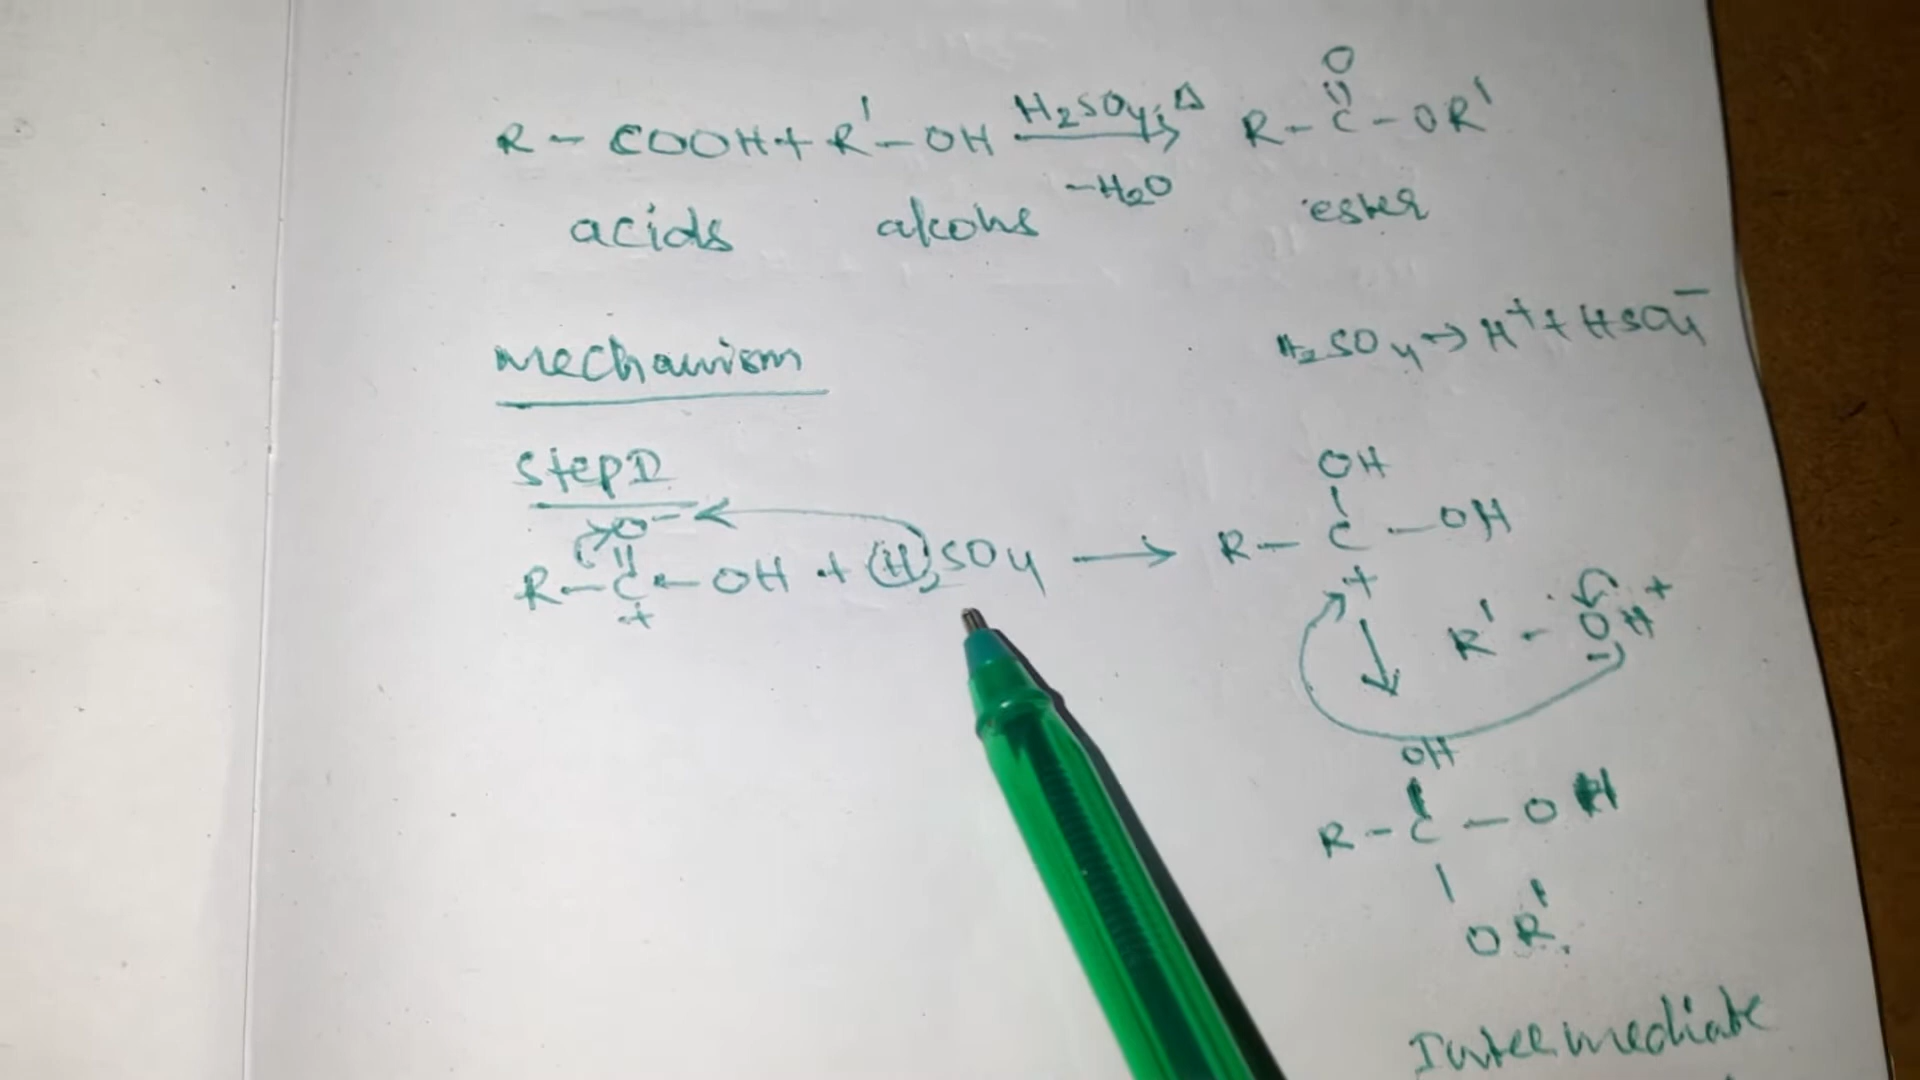 O
R - COOH + R' - OH H2SO4, Δ R - C - OR'
-H2O
acids alcohs ester
H2SO4 → H+ + HSO4-
Mechanism
Step I
OH
O-
R - C - OH + H2SO4 → R - C - OH
+ +
R' - OH+
-
OH
R - C - OH
OR'
Intermediate